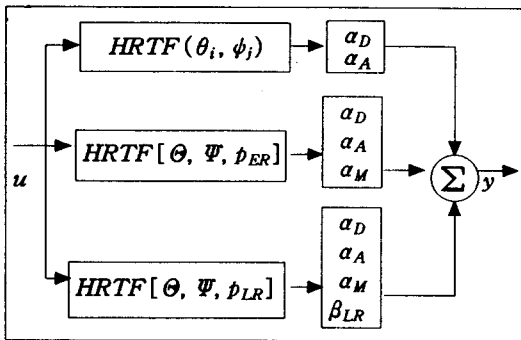 HRTF(θi, ϕj)
αD
αA
HRTF[Θ, Ψ, pER]
αD
αA
αM
u
Σ
y
HRTF[Θ, Ψ, pLR]
αD
αA
αM
βLR